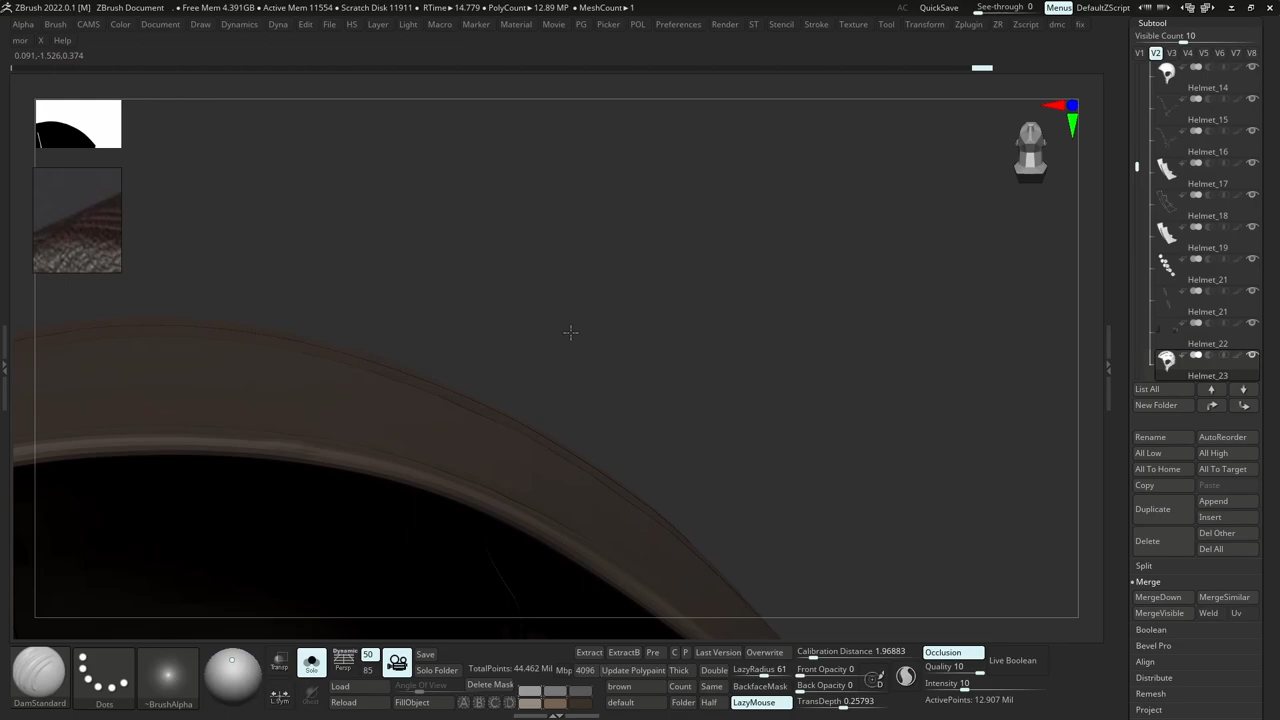 ZBrush 2022.0.1 [M] ZBrush Document . ● Free Mem 4.391GB ● Active Mem 11554 ● Scratch Disk 11911 ● RTime ▸ 14.779 ● PolyCount ▸ 12.89 MP ● MeshCount ▸ 1 AC QuickSave See-through 0 Menus DefaultZScript
Alpha Brush CAMS Color Document Draw Dynamics Dyna Edit File HS Layer Light Macro Marker Material Movie PG Picker POL Preferences Render ST Stencil Stroke Texture Tool Transform Zplugin ZR Zscript dmc fix
mor X Help
0.091,-1.526,0.374
Subtool
Visible Count 10
V1 V2 V3 V4 V5 V6 V7 V8
Helmet_14
Helmet_15
Helmet_16
Helmet_17
Helmet_18
Helmet_19
Helmet_21
Helmet_21
Helmet_22
Helmet_23
List All
New Folder
Rename AutoReorder
All Low All High
All To Home All To Target
Copy Paste
Duplicate Append
Insert
Delete Del Other
Del All
Split
Merge
MergeDown MergeSimilar
MergeVisible Weld Uv
Boolean
Bevel Pro
Align
Distribute
Remesh
Project
DamStandard
Dots
~BrushAlpha
Transp
L.Sym
Solo
Ghost
Dynamic
Persp
50
85
Save
Solo Folder
Load Angle Of View
Reload FillObject
TotalPoints: 44.462 Mil
Delete Mask
A B C D
Extract ExtractB Pre C P Last Version Overwrite
Mbp 4096 Update Polypaint Thick Double LazyRadius 61
brown Count Same BackfaceMask
default Folder Half LazyMouse
Calibration Distance 1.96883
Front Opacity 0
Back Opacity 0
TransDepth 0.25793
D
Occlusion
Quality 10
Intensity 10
Live Boolean
ActivePoints: 12.907 Mil